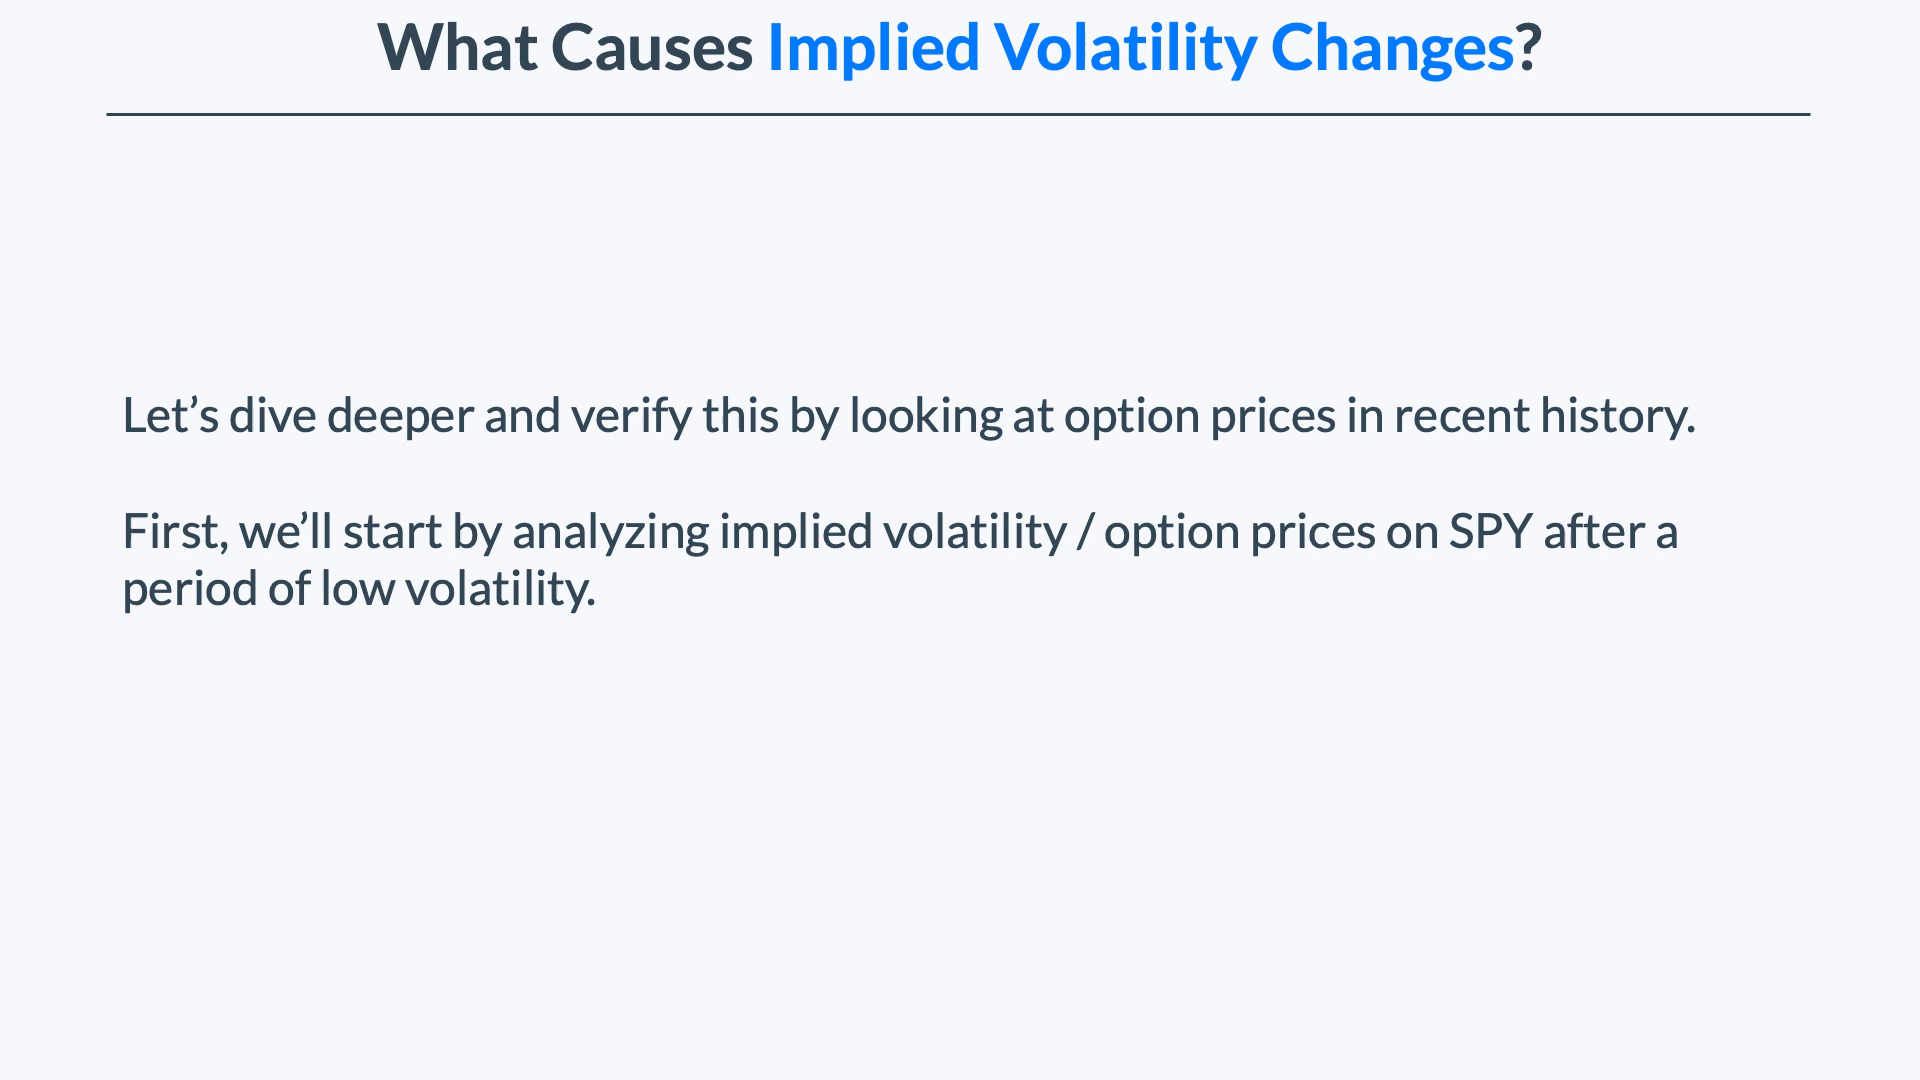 What Causes Implied Volatility Changes?
Let’s dive deeper and verify this by looking at option prices in recent history.
First, we’ll start by analyzing implied volatility / option prices on SPY after a
period of low volatility.